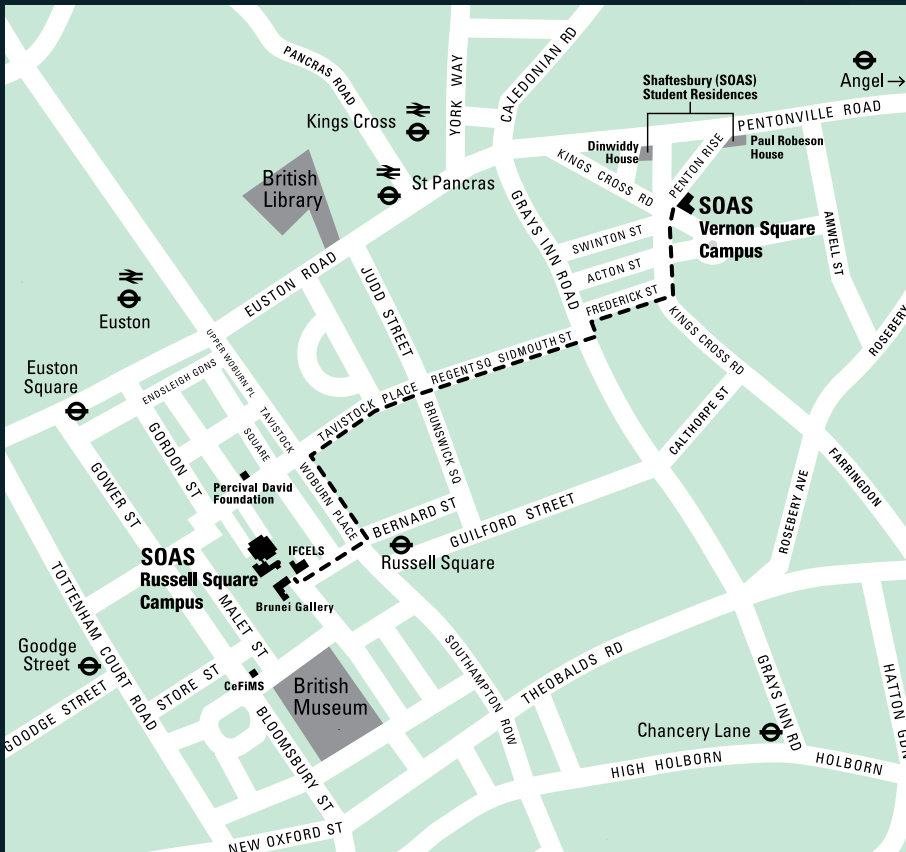 PANCRAS ROAD
YORK WAY
CALEDONIAN RD
Angel →
Shaftesbury (SOAS)
Student Residences
PENTONVILLE ROAD
Kings Cross
Dinwiddy
House
Paul Robeson
House
KINGS CROSS RD
PENTON RISE
British
Library
St Pancras
GRAYS INN ROAD
SOAS
Vernon Square
Campus
AMWELL ST
SWINTON ST
ACTON ST
FREDERICK ST
EUSTON ROAD
JUDD STREET
Euston
KINGS CROSS RD
ROSEBERY
UPPER WOBURN PL
Euston
Square
ENDSLEIGH GDNS
TAVISTOCK PLACE
REGENT SQ
SIDMOUTH ST
TAVISTOCK
SQUARE
BRUNSWICK SQ
CALTHORPE ST
GORDON ST
GOWER ST
WOBURN PLACE
Percival David
Foundation
FARRINGDON
ROSEBERY AVE
BERNARD ST
GUILFORD STREET
SOAS
Russell Square
Campus
IFCELS
Russell Square
Brunei Gallery
TOTTENHAM COURT ROAD
MALET ST
Goodge
Street
SOUTHAMPTON ROW
THEOBALDS RD
GRAYS INN RD
HATTON GDN
STORE ST
CeFiMS
British
Museum
GOODGE STREET
BLOOMSBURY ST
Chancery Lane
HIGH HOLBORN
HOLBORN
NEW OXFORD ST